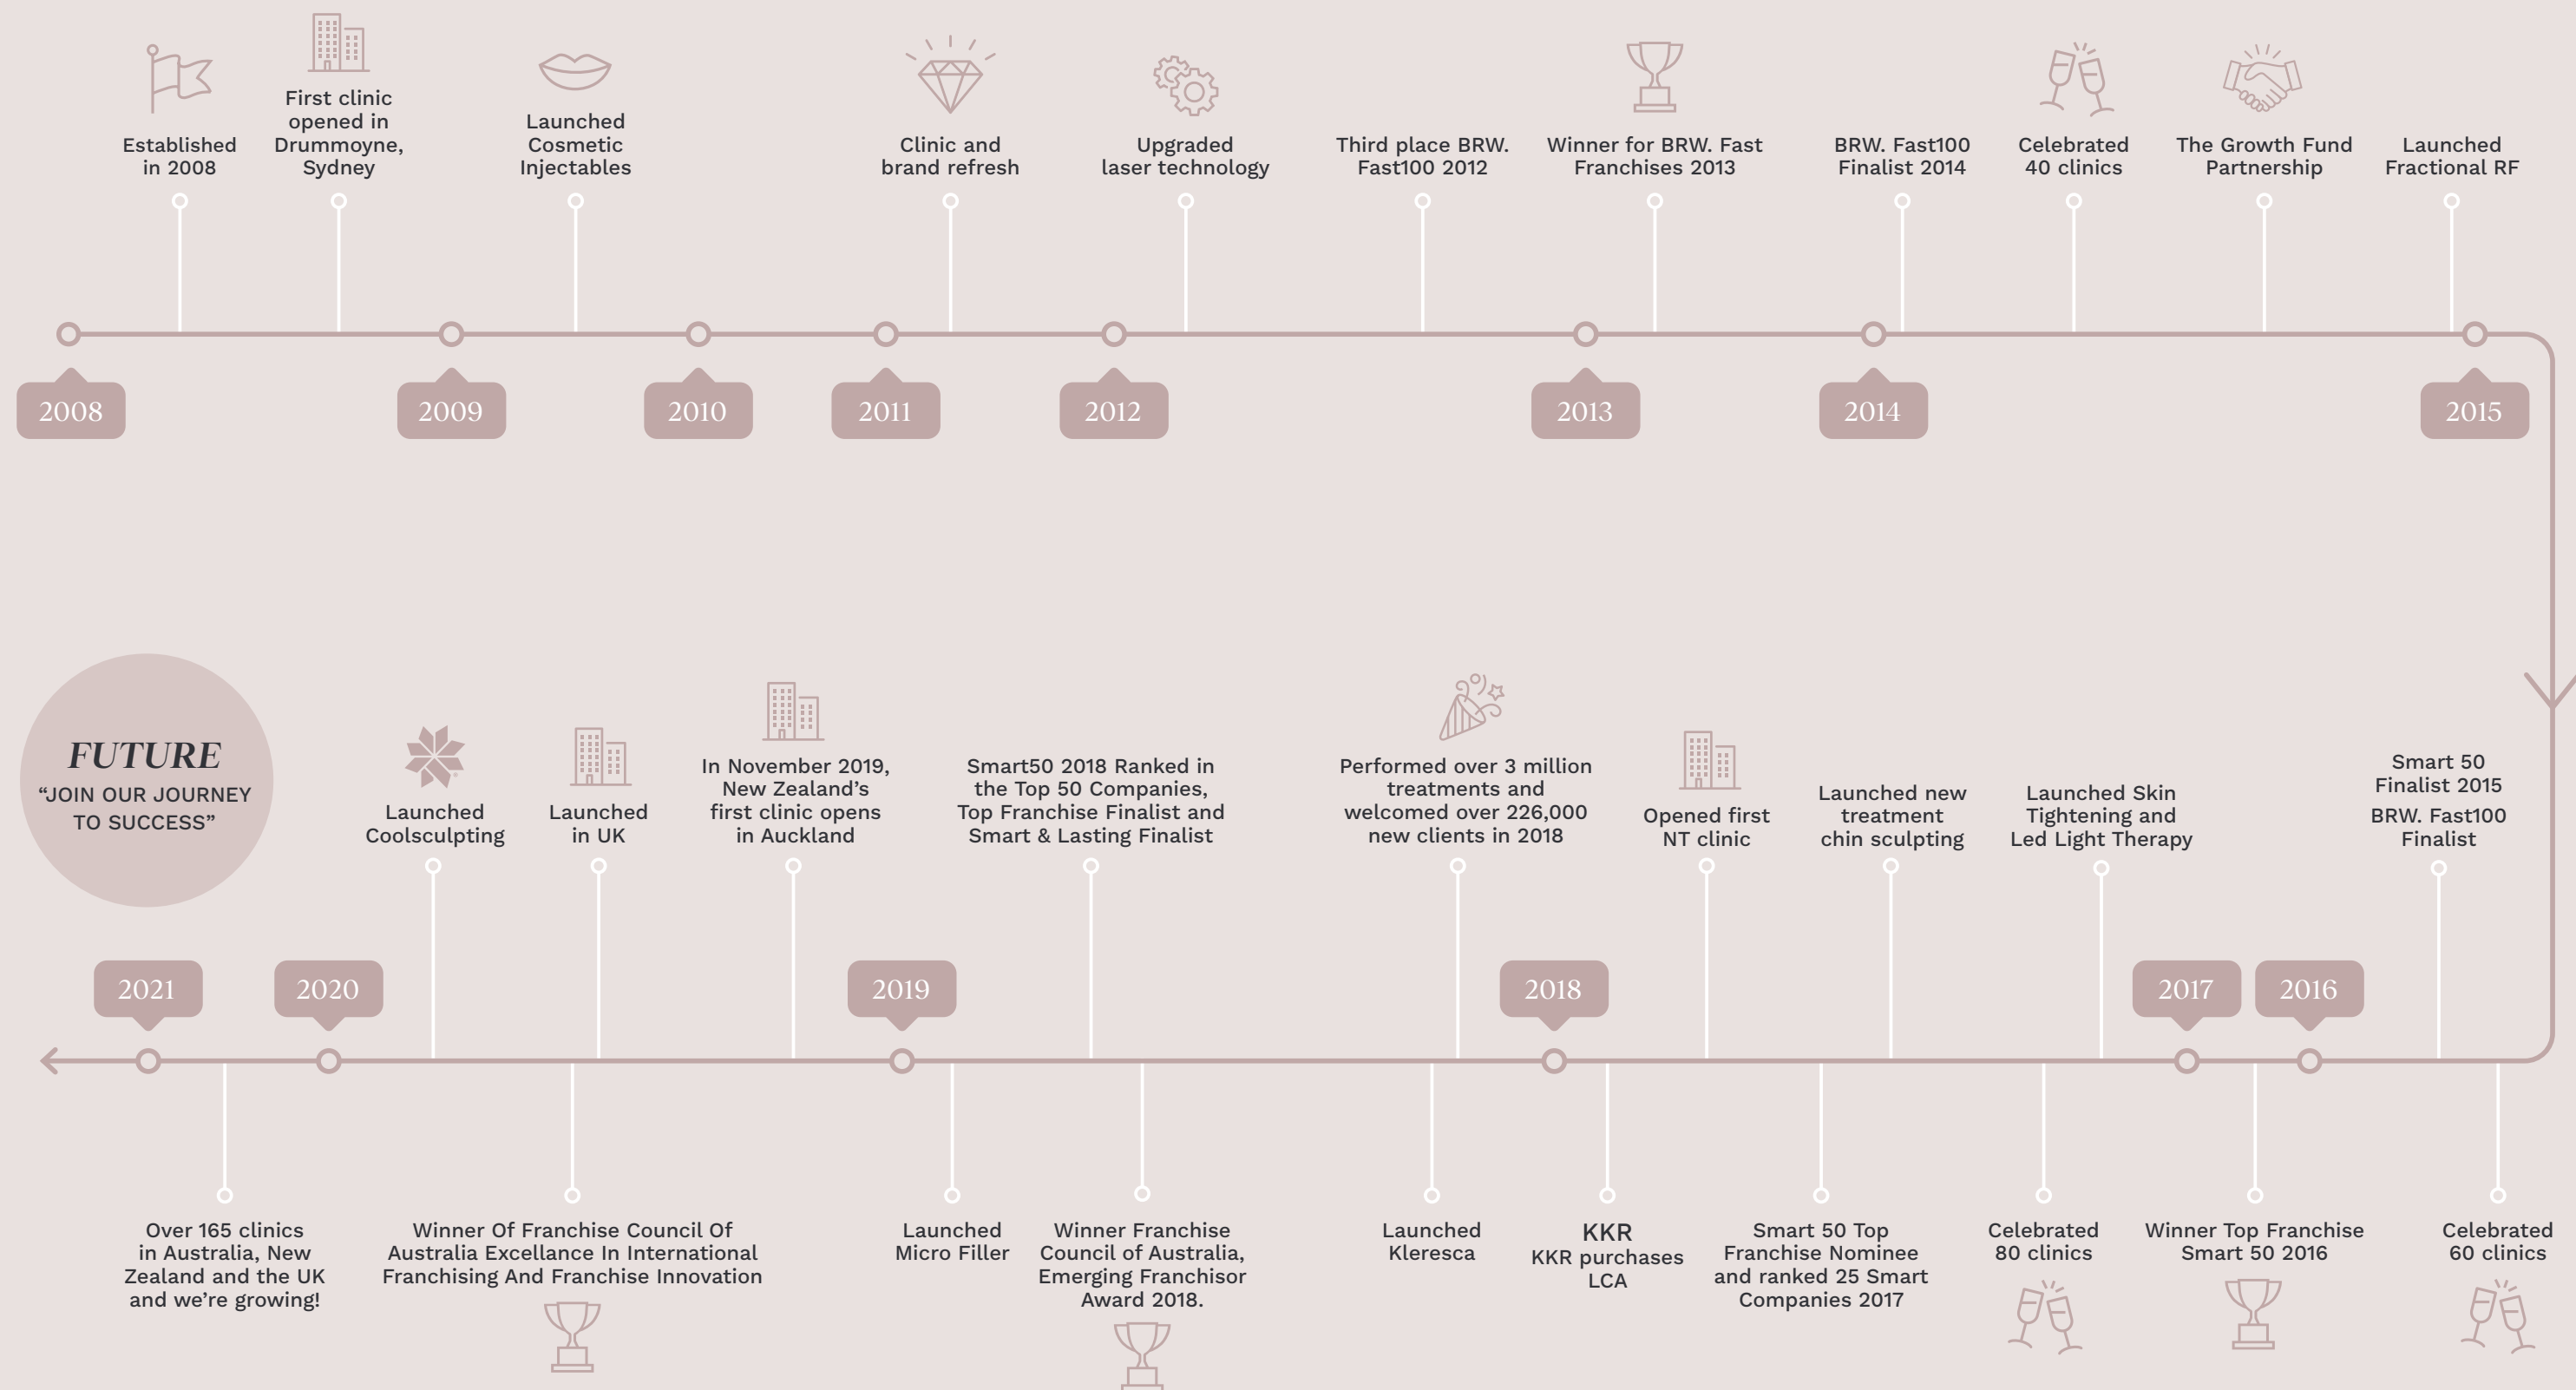 Established
in 2008
First clinic
opened in
Drummoyne,
Sydney
Launched
Cosmetic
Injectables
Clinic and
brand refresh
Upgraded
laser technology
Third place BRW.
Fast100 2012
Winner for BRW. Fast
Franchises 2013
BRW. Fast100
Finalist 2014
Celebrated
40 clinics
The Growth Fund
Partnership
Launched
Fractional RF
2008
2009
2010
2011
2012
2013
2014
2015
Smart 50
Finalist 2015
BRW. Fast100
Finalist
Launched Skin
Tightening and
Led Light Therapy
Launched new
treatment
chin sculpting
Opened first
NT clinic
Performed over 3 million
treatments and
welcomed over 226,000
new clients in 2018
Smart50 2018 Ranked in
the Top 50 Companies,
Top Franchise Finalist and
Smart & Lasting Finalist
In November 2019,
New Zealand’s
first clinic opens
in Auckland
Launched
in UK
Launched
Coolsculpting
FUTURE
“JOIN OUR JOURNEY
TO SUCCESS”
2021
2020
2019
2018
2017
2016
Over 165 clinics
in Australia, New
Zealand and the UK
and we’re growing!
Winner Of Franchise Council Of
Australia Excellance In International
Franchising And Franchise Innovation
Launched
Micro Filler
Winner Franchise
Council of Australia,
Emerging Franchisor
Award 2018.
Launched
Kleresca
KKR
KKR purchases
LCA
Smart 50 Top
Franchise Nominee
and ranked 25 Smart
Companies 2017
Celebrated
80 clinics
Winner Top Franchise
Smart 50 2016
Celebrated
60 clinics